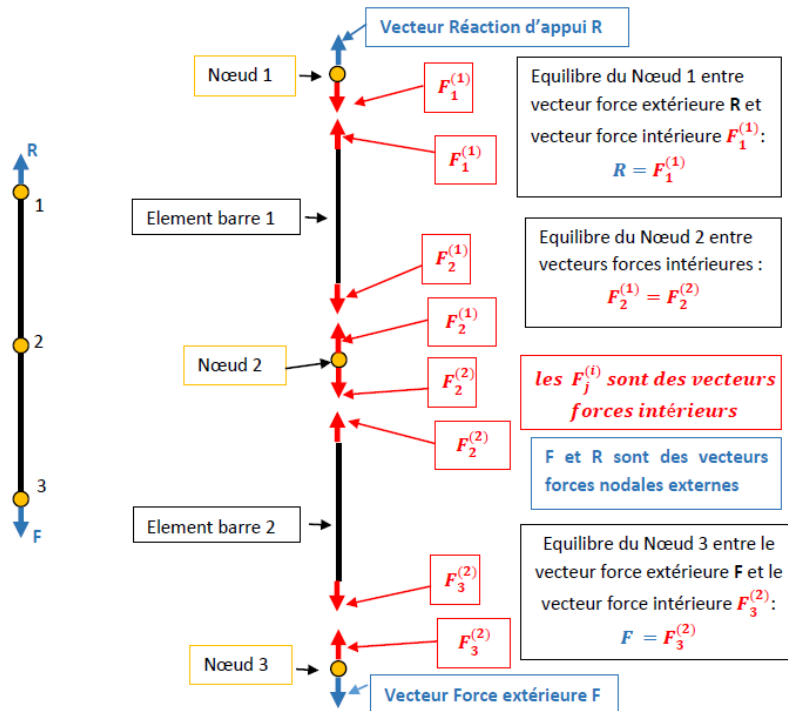 Vecteur Réaction d'appui R
Nœud 1
F₁⁽¹⁾
Equilibre du Nœud 1 entre
vecteur force extérieure R et
vecteur force intérieure F₁⁽¹⁾:
R = F₁⁽¹⁾
F₁⁽¹⁾
R
1
Element barre 1
F₂⁽¹⁾
Equilibre du Nœud 2 entre
vecteurs forces intérieures :
F₂⁽¹⁾ = F₂⁽²⁾
F₂⁽¹⁾
2
Nœud 2
F₂⁽²⁾
les Fⱼ⁽ⁱ⁾ sont des vecteurs
forces intérieurs
F₂⁽²⁾
F et R sont des vecteurs
forces nodales externes
3
F
Element barre 2
Equilibre du Nœud 3 entre le
vecteur force extérieure F et le
vecteur force intérieure F₃⁽²⁾:
F = F₃⁽²⁾
F₃⁽²⁾
F₃⁽²⁾
Nœud 3
Vecteur Force extérieure F